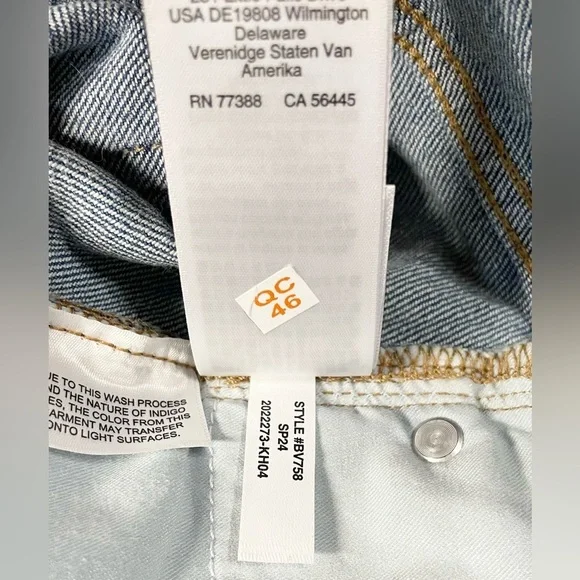 USA DE19808 Wilmington
Delaware
Verenidge Staten Van
Amerika
RN 77388 CA 56445
QC
46
UE TO THIS WASH PROCESS
ND THE NATURE OF INDIGO
ES, THE COLOR FROM THIS
ARMENT MAY TRANSFER
ONTO LIGHT SURFACES.
STYLE #BV758
SP24
2022273-KH04